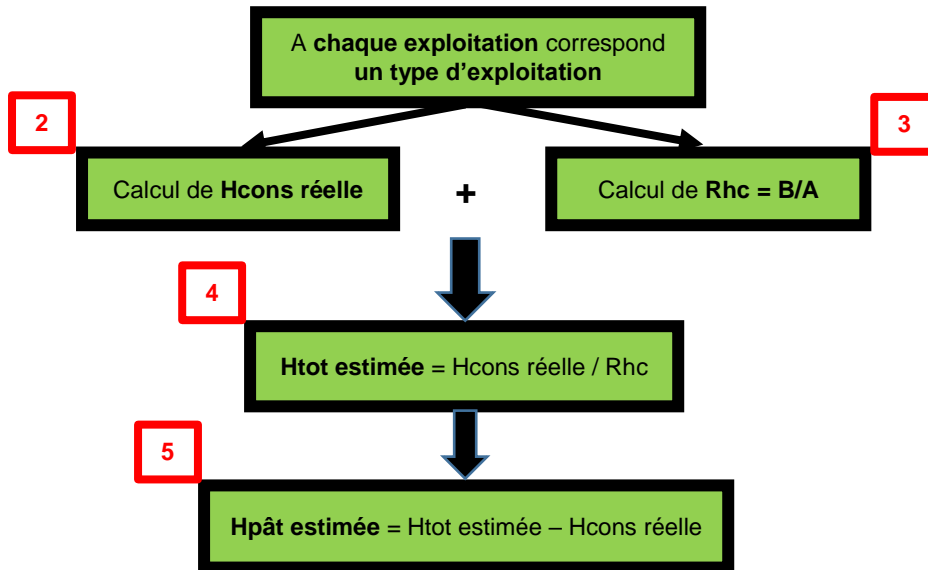 A chaque exploitation correspond
un type d'exploitation
2
3
Calcul de Hcons réelle
+
Calcul de Rhc = B/A
4
Htot estimée = Hcons réelle / Rhc
5
Hpât estimée = Htot estimée – Hcons réelle